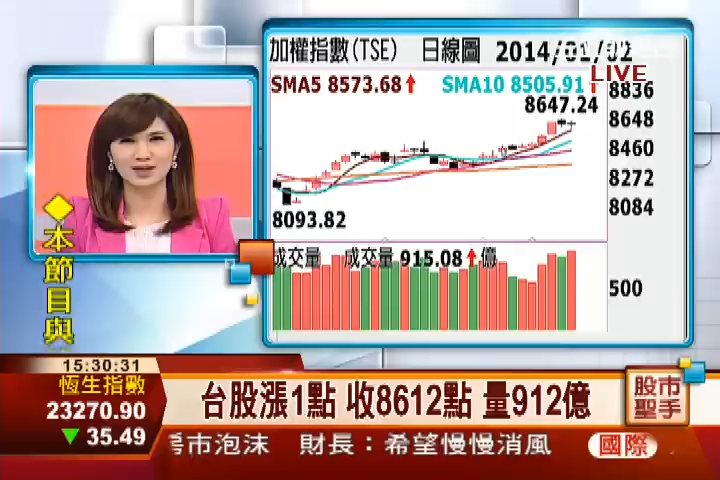 加權指數(TSE) 日線圖 2014/01/02
LIVE
SMA5 8573.68↑ SMA10 8505.91↑
8647.24
8093.82
8836
8648
8460
8272
8084
成交量 成交量 915.08↑億
500
◆本節目與
15:30:31
恆生指數
23270.90
▼ 35.49
台股漲1點 收8612點 量912億
股市
聖手
房市泡沫 財長：希望慢慢消風
國際